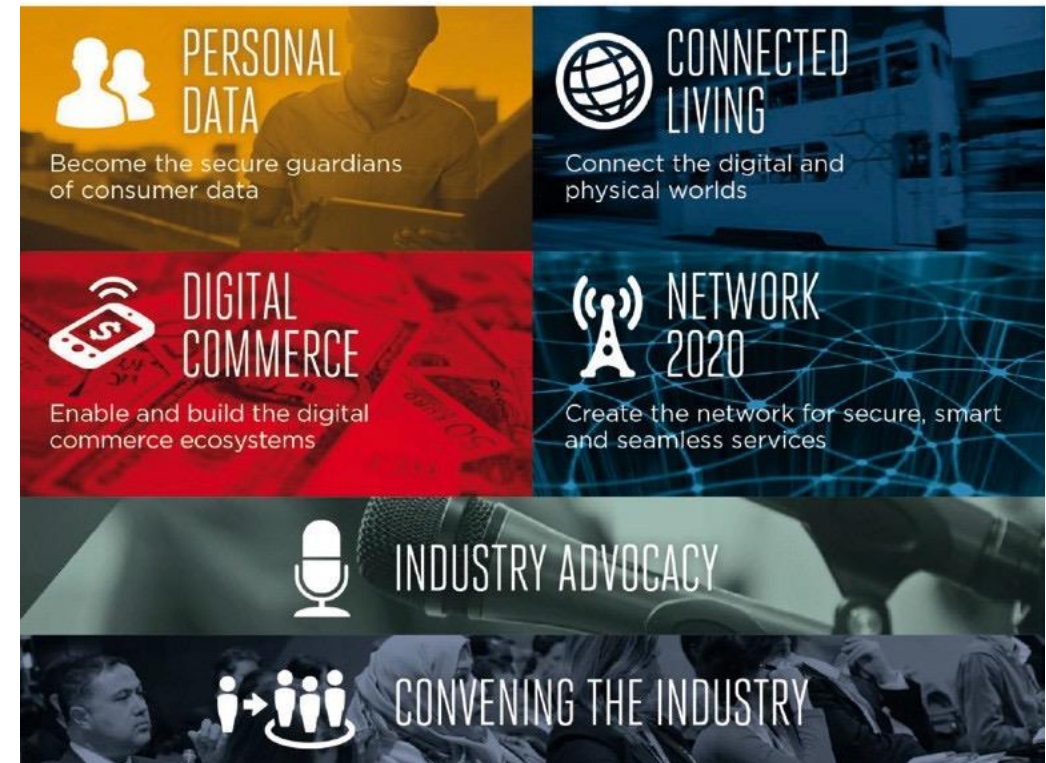 PERSONAL
DATA
Become the secure guardians
of consumer data
CONNECTED
LIVING
Connect the digital and
physical worlds
DIGITAL
COMMERCE
Enable and build the digital
commerce ecosystems
NETWORK
2020
Create the network for secure, smart
and seamless services
INDUSTRY ADVOCACY
CONVENING THE INDUSTRY